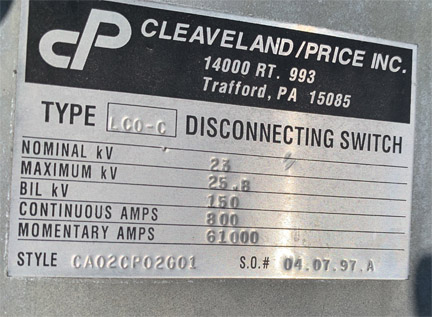 CP CLEAVELAND/PRICE INC.
14000 RT. 993
Trafford, PA 15085
TYPE LCO-C DISCONNECTING SWITCH
NOMINAL kV 23
MAXIMUM kV 25.8
BIL kV 150
CONTINUOUS AMPS 800
MOMENTARY AMPS 61000
STYLE CA02CP02G01 S.O.# 04.07.97.A